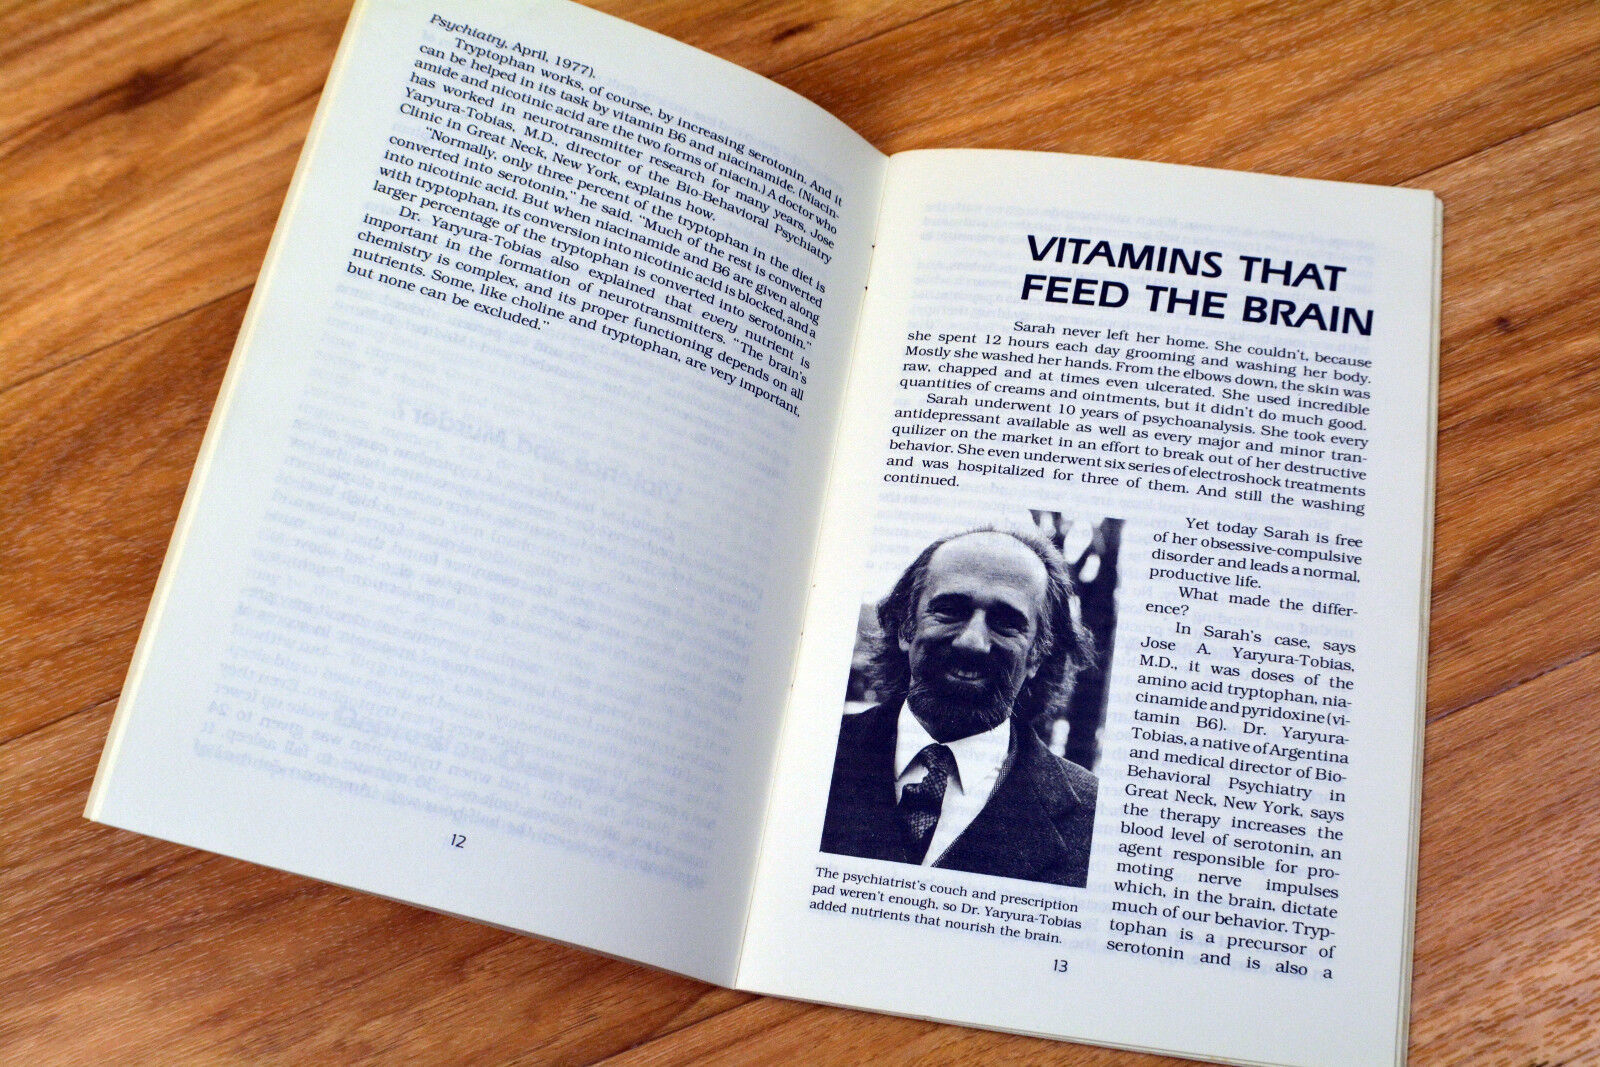 Psychiatry, April, 1977).
Tryptophan works, of course, by increasing serotonin. And it
can be helped in its task by vitamin B6 and niacinamide. (Niacin-
amide and nicotinic acid are the two forms of niacin.) A doctor who
has worked in neurotransmitter research for many years, Jose
Yaryura-Tobias, M.D., director of the Bio-Behavioral Psychiatry
Clinic in Great Neck, New York, explains how.
"Normally, only three percent of the tryptophan in the diet is
converted into serotonin," he said. "Much of the rest is converted
into nicotinic acid. But when niacinamide and B6 are given along
with tryptophan, its conversion into nicotinic acid is blocked, and a
larger percentage of the tryptophan is converted into serotonin."
Dr. Yaryura-Tobias also explained that every nutrient is
important in the formation of neurotransmitters. "The brain's
chemistry is complex, and its proper functioning depends on all
nutrients. Some, like choline and tryptophan, are very important,
but none can be excluded."
12
VITAMINS THAT
FEED THE BRAIN
Sarah never left her home. She couldn't, because
she spent 12 hours each day grooming and washing her body.
Mostly she washed her hands. From the elbows down, the skin was
raw, chapped and at times even ulcerated. She used incredible
quantities of creams and ointments, but it didn't do much good.
Sarah underwent 10 years of psychoanalysis. She took every
antidepressant available as well as every major and minor tran-
quilizer on the market in an effort to break out of her destructive
behavior. She even underwent six series of electroshock treatments
and was hospitalized for three of them. And still the washing
continued.
Yet today Sarah is free
of her obsessive-compulsive
disorder and leads a normal,
productive life.
What made the differ-
ence?
In Sarah's case, says
Jose A. Yaryura-Tobias,
M.D., it was doses of the
amino acid tryptophan, nia-
cinamide and pyridoxine (vi-
tamin B6). Dr. Yaryura-
Tobias, a native of Argentina
and medical director of Bio-
Behavioral Psychiatry in
Great Neck, New York, says
the therapy increases the
blood level of serotonin, an
agent responsible for pro-
moting nerve impulses
which, in the brain, dictate
much of our behavior. Tryp-
tophan is a precursor of
serotonin and is also a
The psychiatrist's couch and prescription
pad weren't enough, so Dr. Yaryura-Tobias
added nutrients that nourish the brain.
13